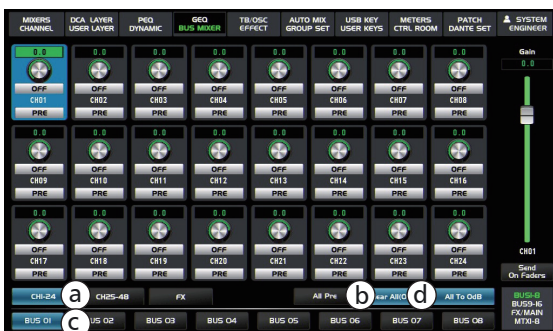 MIXERS DCA LAYER PEQ GEQ TB/OSC AUTO MIX USB KEY METERS PATCH SYSTEM
CHANNEL USER LAYER DYNAMIC BUS MIXER EFFECT GROUP SET USER KEYS CTRL ROOM DANTE SET ENGINEER
Gain
0.0 0.0 0.0 0.0 0.0 0.0 0.0 0.0 0.0
OFF OFF OFF OFF OFF OFF OFF OFF
CH01 CH02 CH03 CH04 CH05 CH06 CH07 CH08
PRE PRE PRE PRE PRE PRE PRE PRE
0.0 0.0 0.0 0.0 0.0 0.0 0.0 0.0
OFF OFF OFF OFF OFF OFF OFF OFF
CH09 CH10 CH11 CH12 CH13 CH14 CH15 CH16
PRE PRE PRE PRE PRE PRE PRE PRE
0.0 0.0 0.0 0.0 0.0 0.0 0.0 0.0
OFF OFF OFF OFF OFF OFF OFF OFF
CH17 CH18 CH19 CH20 CH21 CH22 CH23 CH24
PRE PRE PRE PRE PRE PRE PRE PRE
CH01
Send
On Faders
CH1-24 a CH25-48 FX All Pre b ear All(O d All To 0dB
BUS 01 c US 02 BUS 03 BUS 04 BUS 05 BUS 06 BUS 07 BUS 08
BUS1-8
BUS9-16
FX/MAIN
MTX1-8